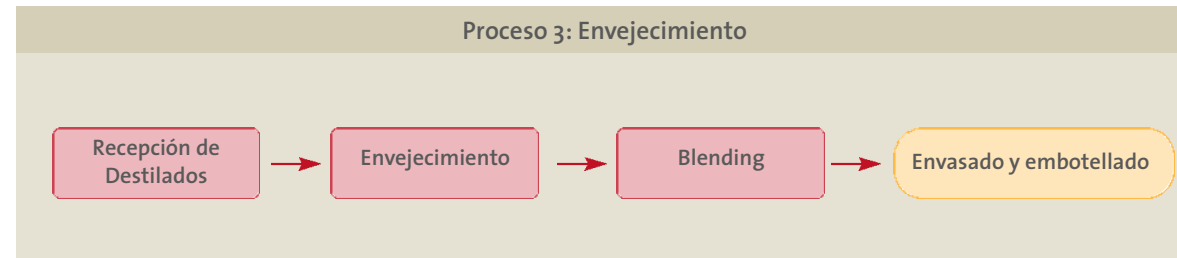 Proceso 3: Envejecimiento
Recepción de
Destilados
Envejecimiento
Blending
Envasado y embotellado